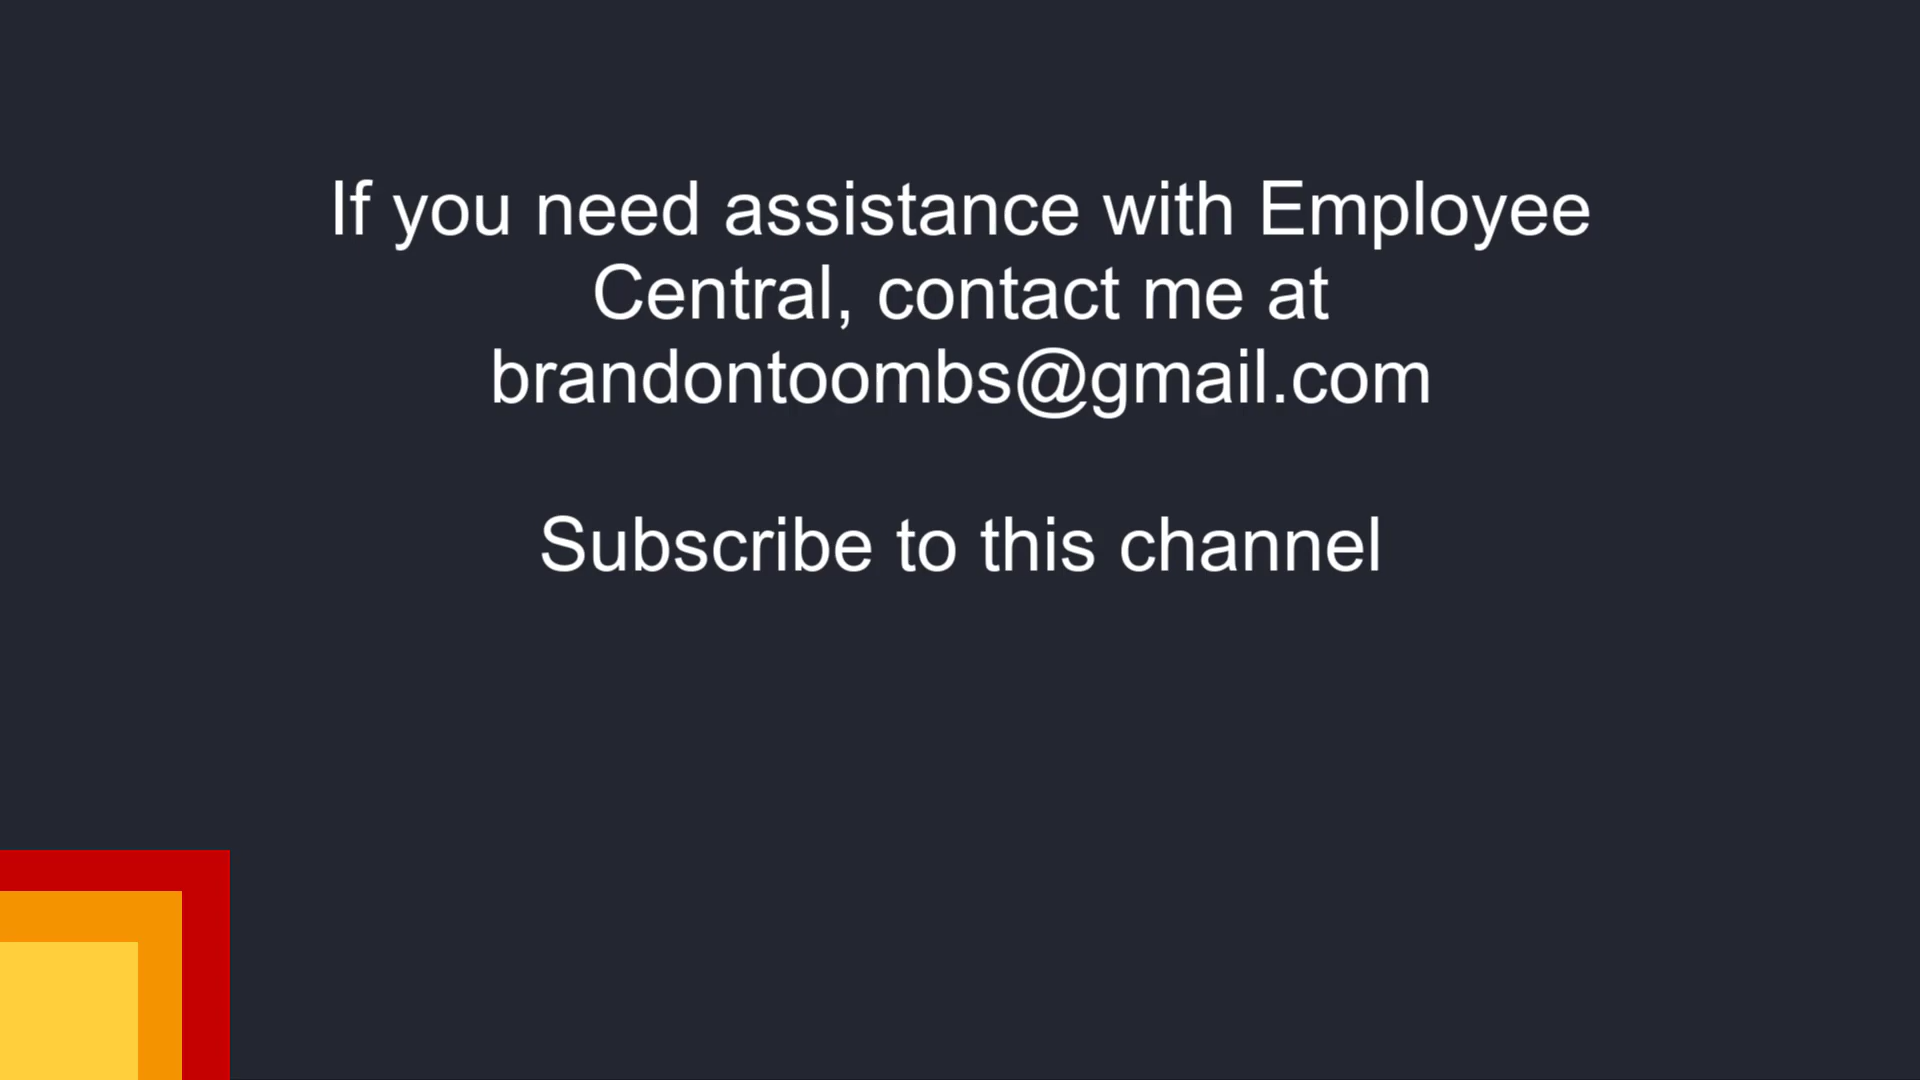 If you need assistance with Employee
Central, contact me at
brandontoombs@gmail.com
Subscribe to this channel